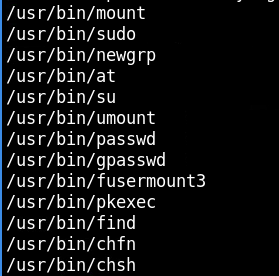 /usr/bin/mount
/usr/bin/sudo
/usr/bin/newgrp
/usr/bin/at
/usr/bin/su
/usr/bin/umount
/usr/bin/passwd
/usr/bin/gpasswd
/usr/bin/fusermount3
/usr/bin/pkexec
/usr/bin/find
/usr/bin/chfn
/usr/bin/chsh